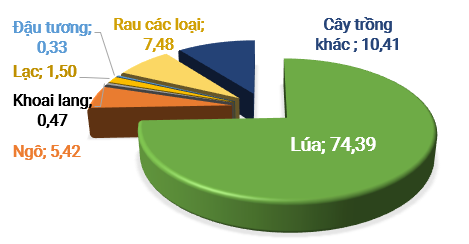 Đậu tương;
0,33
Rau các loại;
7,48
Cây trồng
khác ; 10,41
Lạc; 1,50
Khoai lang;
0,47
Ngô; 5,42
Lúa; 74,39